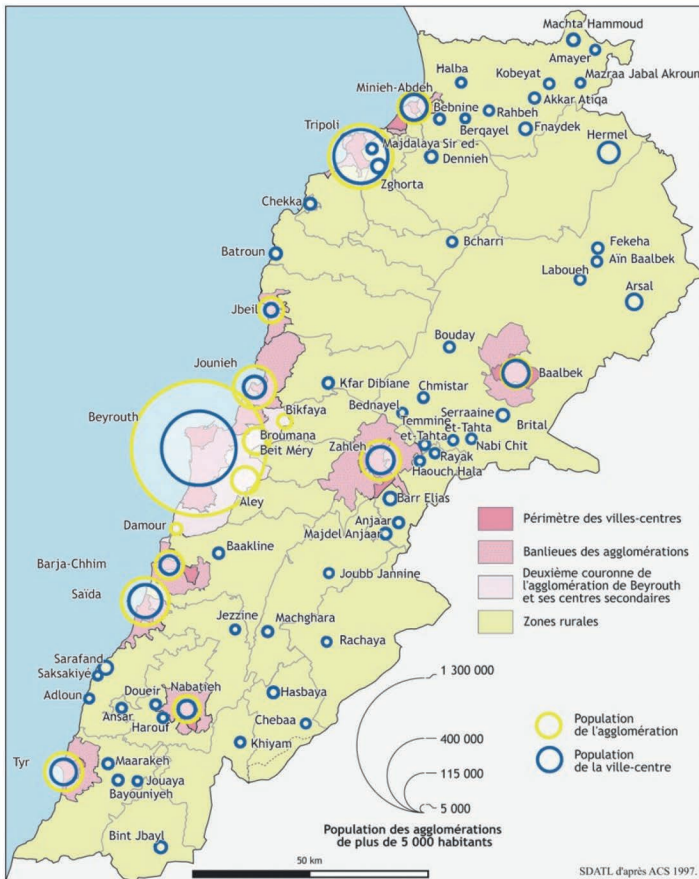 Machta Hammoud
Amayer
Halba
Kobeyat
Mazraa Jabal Akroun
Minieh-Abdeh
Bebnine
Rahbeh
Akkar Atiqa
Berqayel
Fnaydek
Tripoli
Majdalaya
Sir ed-
Dennieh
Hermel
Zghorta
Chekka
Batroun
Bcharri
Fekeha
Aïn Baalbek
Laboueh
Arsal
Jbeil
Bouday
Jounieh
Baalbek
Kfar Dibiane
Chmistar
Beyrouth
Bikfaya
Bednayel
Serraaine
et-Tahta
Brital
Broumana
Beit Méry
Temmine
et-Tahta
Nabi Chit
Zahleh
Rayak
Haouch Hala
Aley
Barr Elias
Damour
Anjaar
Majdel Anjaar
Barja-Chhim
Baakline
Joubb Jannine
Saïda
Jezzine
Machghara
Rachaya
Sarafand
Saksakiyé
Adloun
Doueir
Nabatieh
Hasbaya
Ansar
Harouf
Chebaa
Khiyam
Tyr
Maarakeh
Jouaya
Bayouniyeh
Bint Jbayl
Périmètre des villes-centres
Banlieues des agglomérations
Deuxième couronne de
l'agglomération de Beyrouth
et ses centres secondaires
Zones rurales
1 300 000
400 000
115 000
5 000
Population
de l'agglomération
Population
de la ville-centre
Population des agglomérations
de plus de 5 000 habitants
50 km
SDATL d'après ACS 1997.